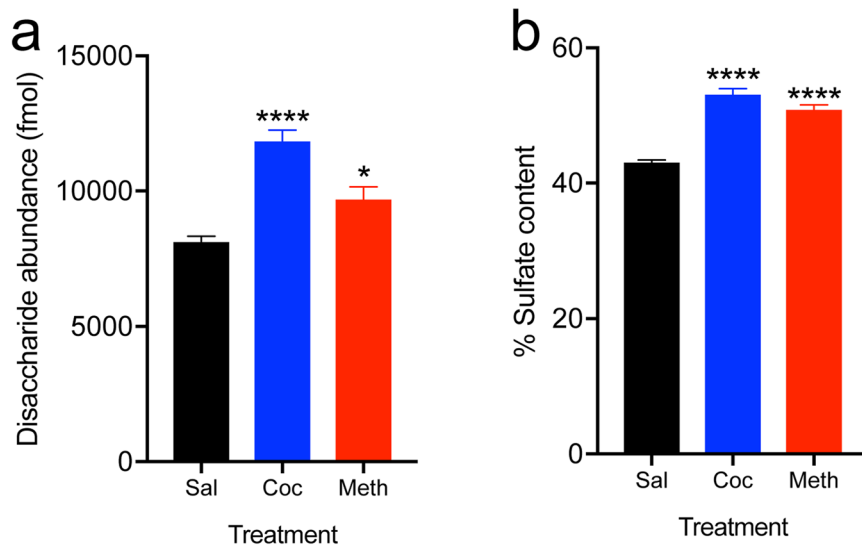 a
15000
10000
5000
0
Disaccharide abundance (fmol)
****
*
Sal Coc Meth
Treatment
b
60
40
20
0
% Sulfate content
****
****
Sal Coc Meth
Treatment